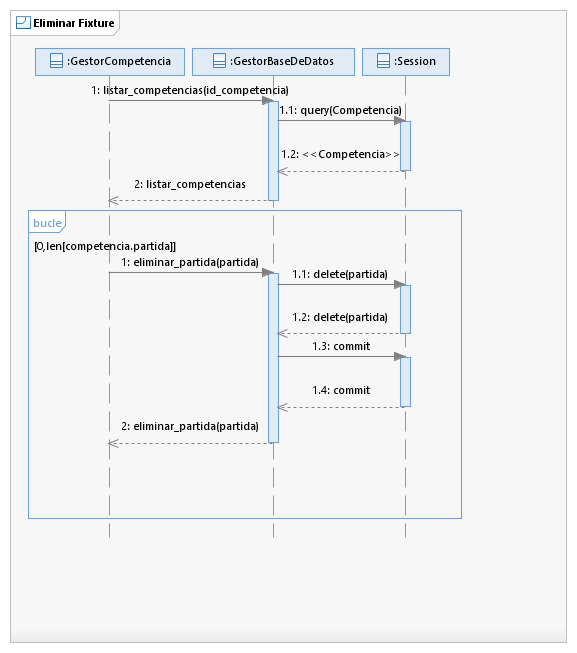 Eliminar Fixture
:GestorCompetencia
:GestorBaseDeDatos
:Session
1: listar_competencias(id_competencia)
1.1: query(Competencia)
1.2: <<Competencia>>
2: listar_competencias
bucle
[0,len[competencia.partida]]
1: eliminar_partida(partida)
1.1: delete(partida)
1.2: delete(partida)
1.3: commit
1.4: commit
2: eliminar_partida(partida)